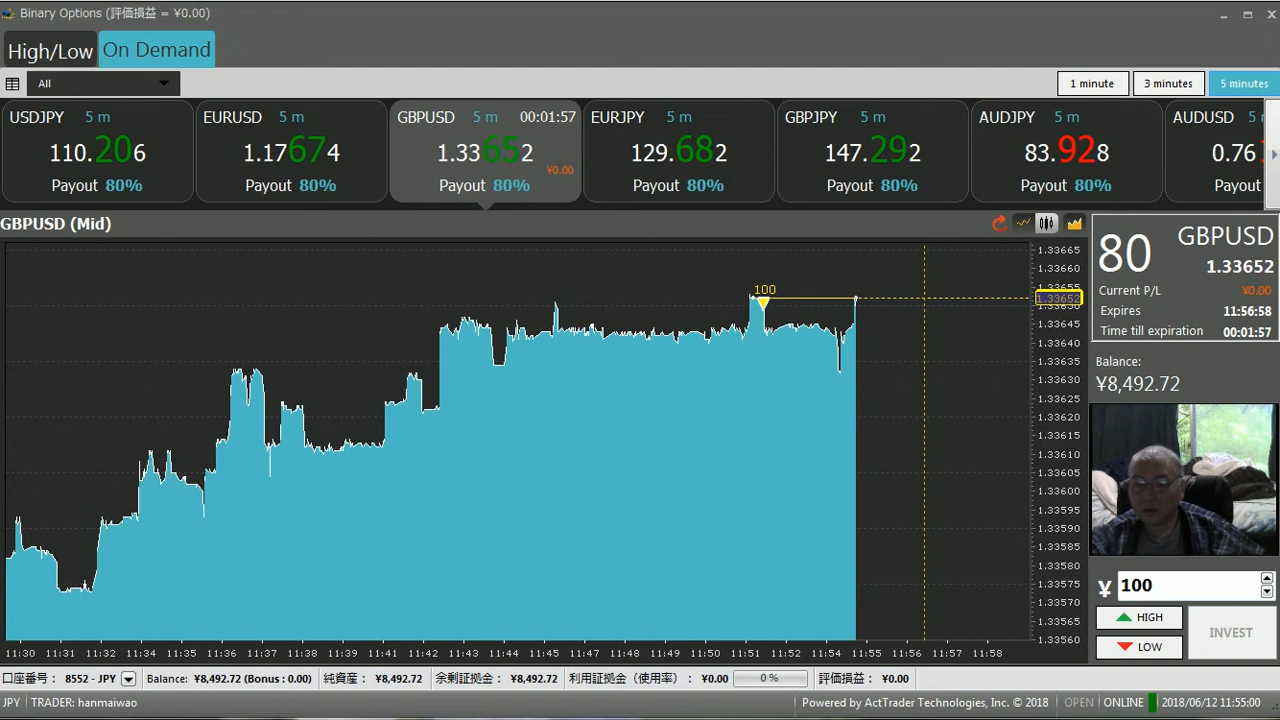 Binary Options (評価損益 = ¥0.00)
High/Low On Demand
All 1 minute 3 minutes 5 minutes
USDJPY 5 m EURUSD 5 m GBPUSD 5 m 00:01:57 EURJPY 5 m GBPJPY 5 m AUDJPY 5 m AUDUSD 5
110.206 1.17674 1.33652 ¥0.00 129.682 147.292 83.928 0.76
Payout 80% Payout 80% Payout 80% Payout 80% Payout 80% Payout 80% Payout
GBPUSD (Mid)
100
1.33665
1.33660
1.33655
1.33652
1.33650
1.33645
1.33640
1.33635
1.33630
1.33625
1.33620
1.33615
1.33610
1.33605
1.33600
1.33595
1.33590
1.33585
1.33580
1.33575
1.33570
1.33565
1.33560
11:30 11:31 11:32 11:33 11:34 11:35 11:36 11:37 11:38 11:39 11:41 11:42 11:43 11:44 11:45 11:47 11:48 11:49 11:51 11:52 11:54 11:55 11:56 11:57 11:58
80 GBPUSD
1.33652
Current P/L ¥0.00
Expires 11:56:58
Time till expiration 00:01:57
Balance:
¥8,492.72
¥ 100
HIGH
LOW
INVEST
口座番号： 8552 - JPY Balance: ¥8,492.72 (Bonus : 0.00) 純資産： ¥8,492.72 余剰証拠金： ¥8,492.72 利用証拠金（使用率）： ¥0.00 0 % 評価損益： ¥0.00
JPY TRADER: hanmaiwao Powered by ActTrader Technologies, Inc. © 2018 OPEN ONLINE 2018/06/12 11:55:00